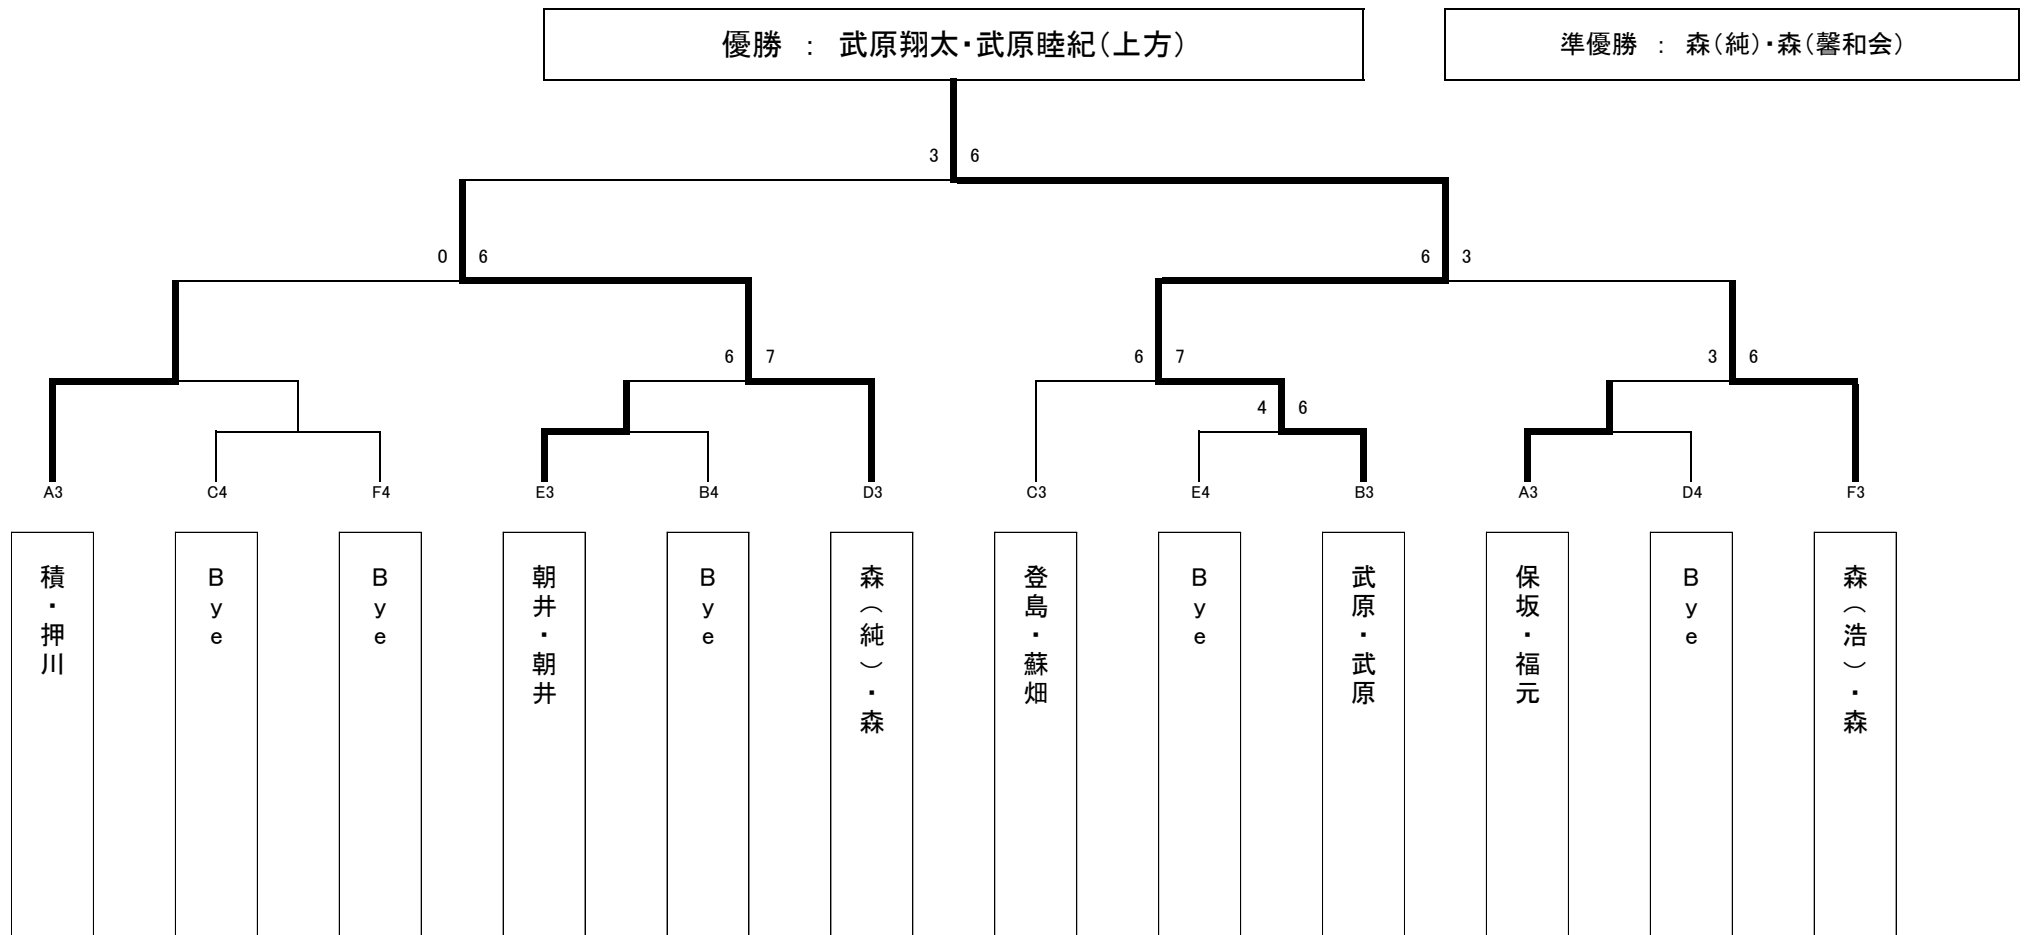 優勝 : 武原翔太・武原睦紀(上方)
準優勝 : 森(純)・森(馨和会)
3 6
0 6
6 3
6 7
6 7
3 6
4 6
A3 C4 F4 E3 B4 D3 C3 E4 B3 A3 D4 F3
積・押川
Bye
Bye
朝井・朝井
Bye
森(純)・森
登島・蘇畑
Bye
武原・武原
保坂・福元
Bye
森(浩)・森